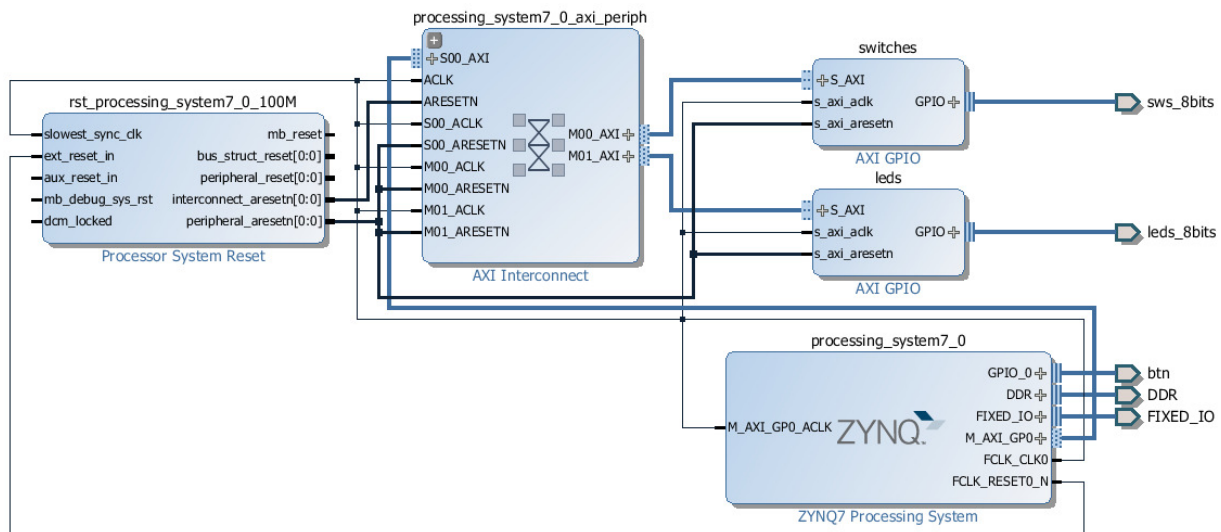 processing_system7_0_axi_periph
S00_AXI
ACLK
ARESETN
S00_ACLK
S00_ARESETN
M00_ACLK
M00_ARESETN
M01_ACLK
M01_ARESETN
M00_AXI
M01_AXI
AXI Interconnect
rst_processing_system7_0_100M
slowest_sync_clk
ext_reset_in
aux_reset_in
mb_debug_sys_rst
dcm_locked
mb_reset
bus_struct_reset[0:0]
peripheral_reset[0:0]
interconnect_aresetn[0:0]
peripheral_aresetn[0:0]
Processor System Reset
switches
S_AXI
s_axi_aclk
s_axi_aresetn
GPIO
AXI GPIO
sws_8bits
leds
S_AXI
s_axi_aclk
s_axi_aresetn
GPIO
AXI GPIO
leds_8bits
processing_system7_0
M_AXI_GP0_ACLK
ZYNQ
GPIO_0
DDR
FIXED_IO
M_AXI_GP0
FCLK_CLK0
FCLK_RESET0_N
ZYNQ7 Processing System
btn
DDR
FIXED_IO